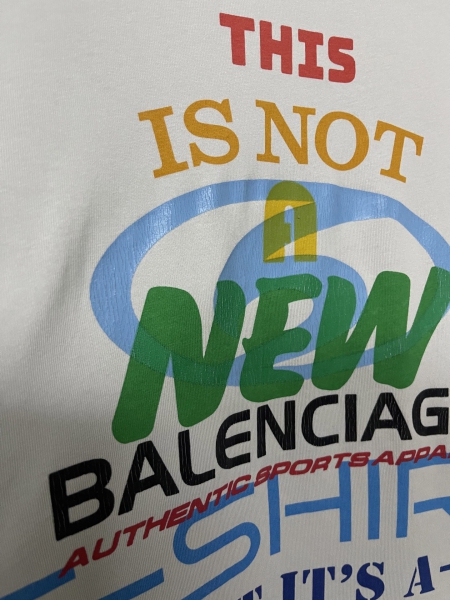 THIS
IS NOT
A
NEW
BALENCIAG
AUTHENTIC SPORTS APPA
T-SHIR
T IT'S A